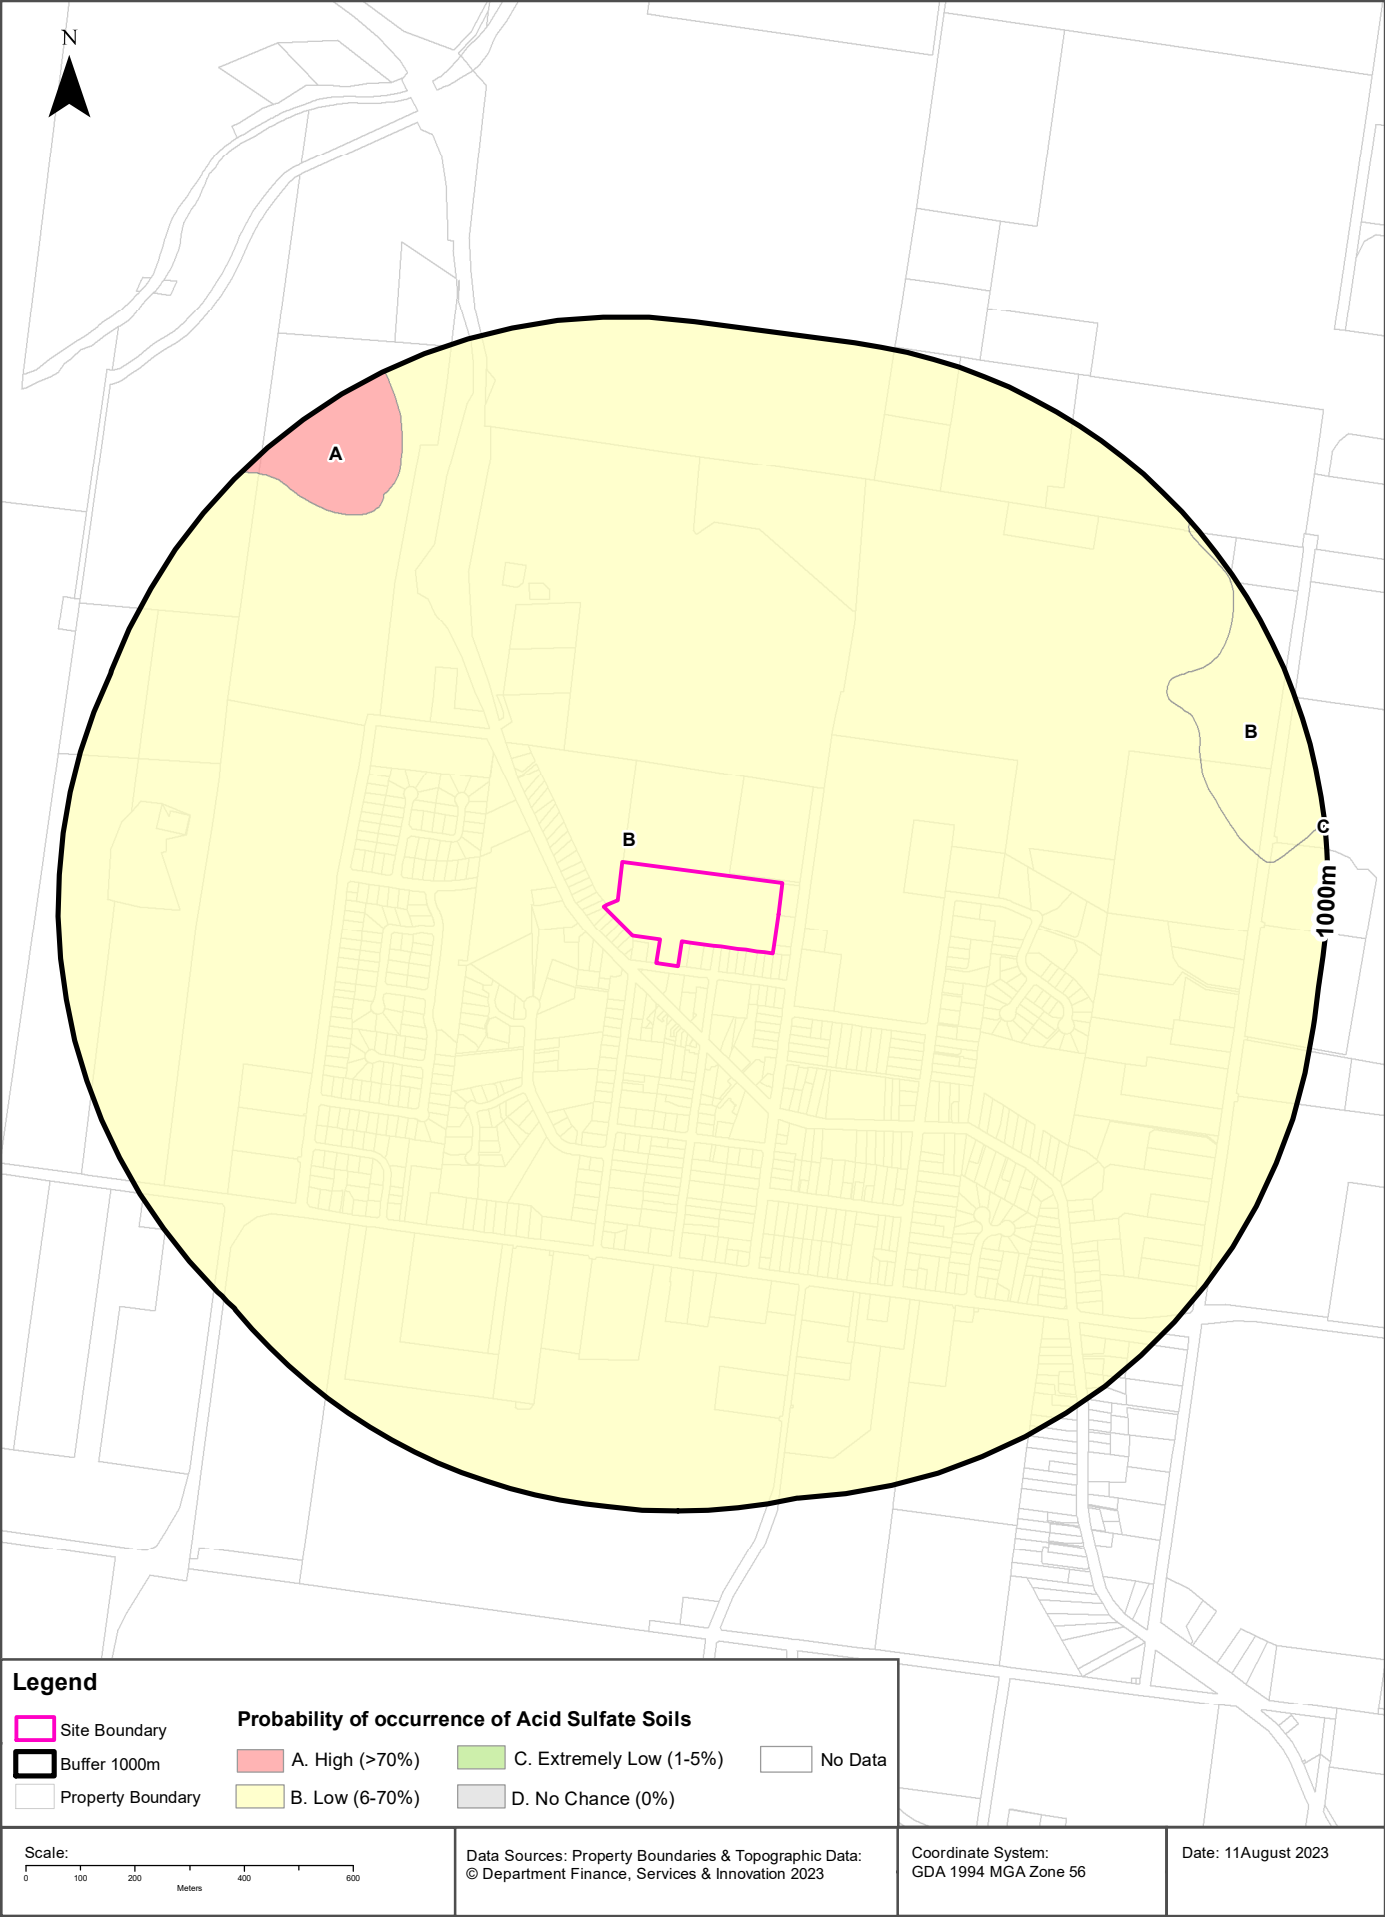 N
A
B
B
C
1000m
Legend
Site Boundary
Buffer 1000m
Property Boundary
Probability of occurrence of Acid Sulfate Soils
A. High (>70%)
B. Low (6-70%)
C. Extremely Low (1-5%)
D. No Chance (0%)
No Data
Scale:
0 100 200 400 600
Meters
Data Sources: Property Boundaries & Topographic Data:
© Department Finance, Services & Innovation 2023
Coordinate System:
GDA 1994 MGA Zone 56
Date: 11August 2023